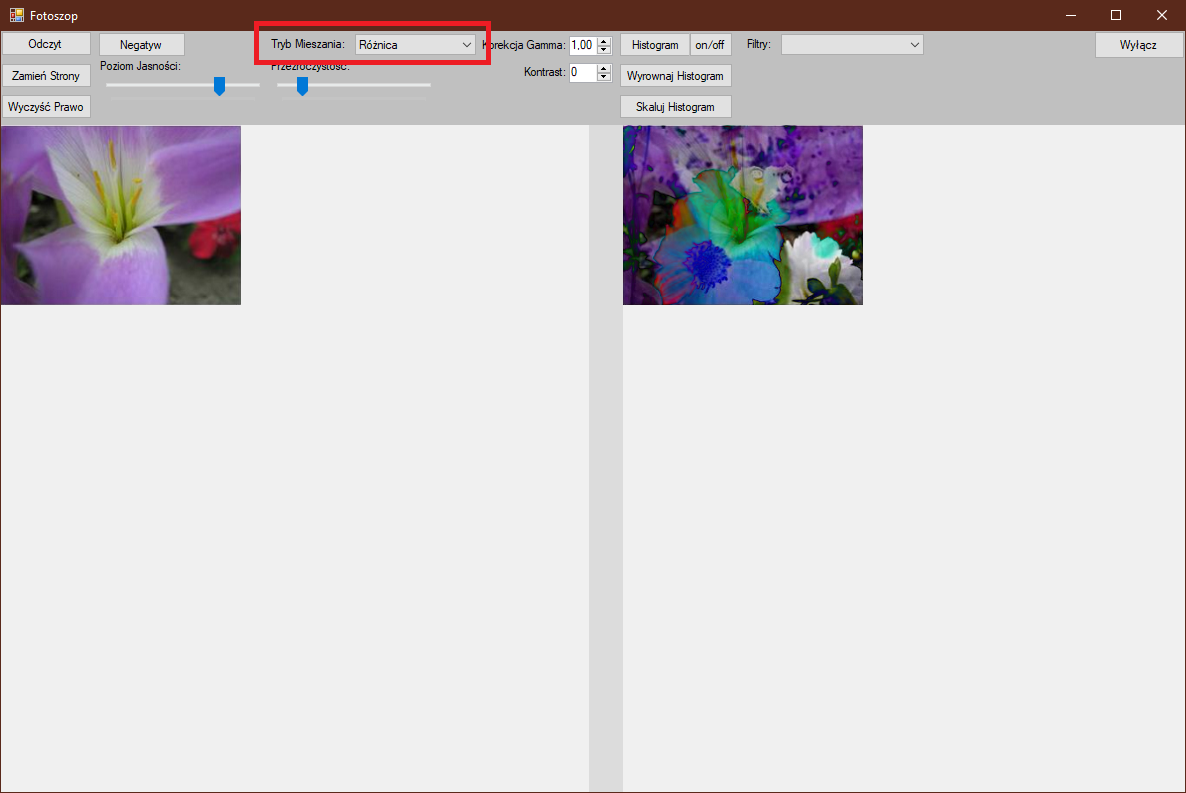 Fotoszop
Odczyt
Negatyw
Tryb Mieszania:
Różnica
Korekcja Gamma:
1,00
Histogram
on/off
Filtry:
Wyłącz
Zamień Strony
Poziom Jasności:
Przezroczystość:
Kontrast:
0
Wyrownaj Histogram
Wyczyść Prawo
Skaluj Histogram